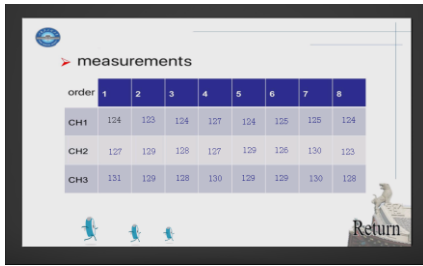 measurements
order 1 2 3 4 5 6 7 8
CH1 124 123 124 127 124 125 125 124
CH2 127 129 128 127 129 126 130 123
CH3 131 129 128 130 129 129 130 128
Return